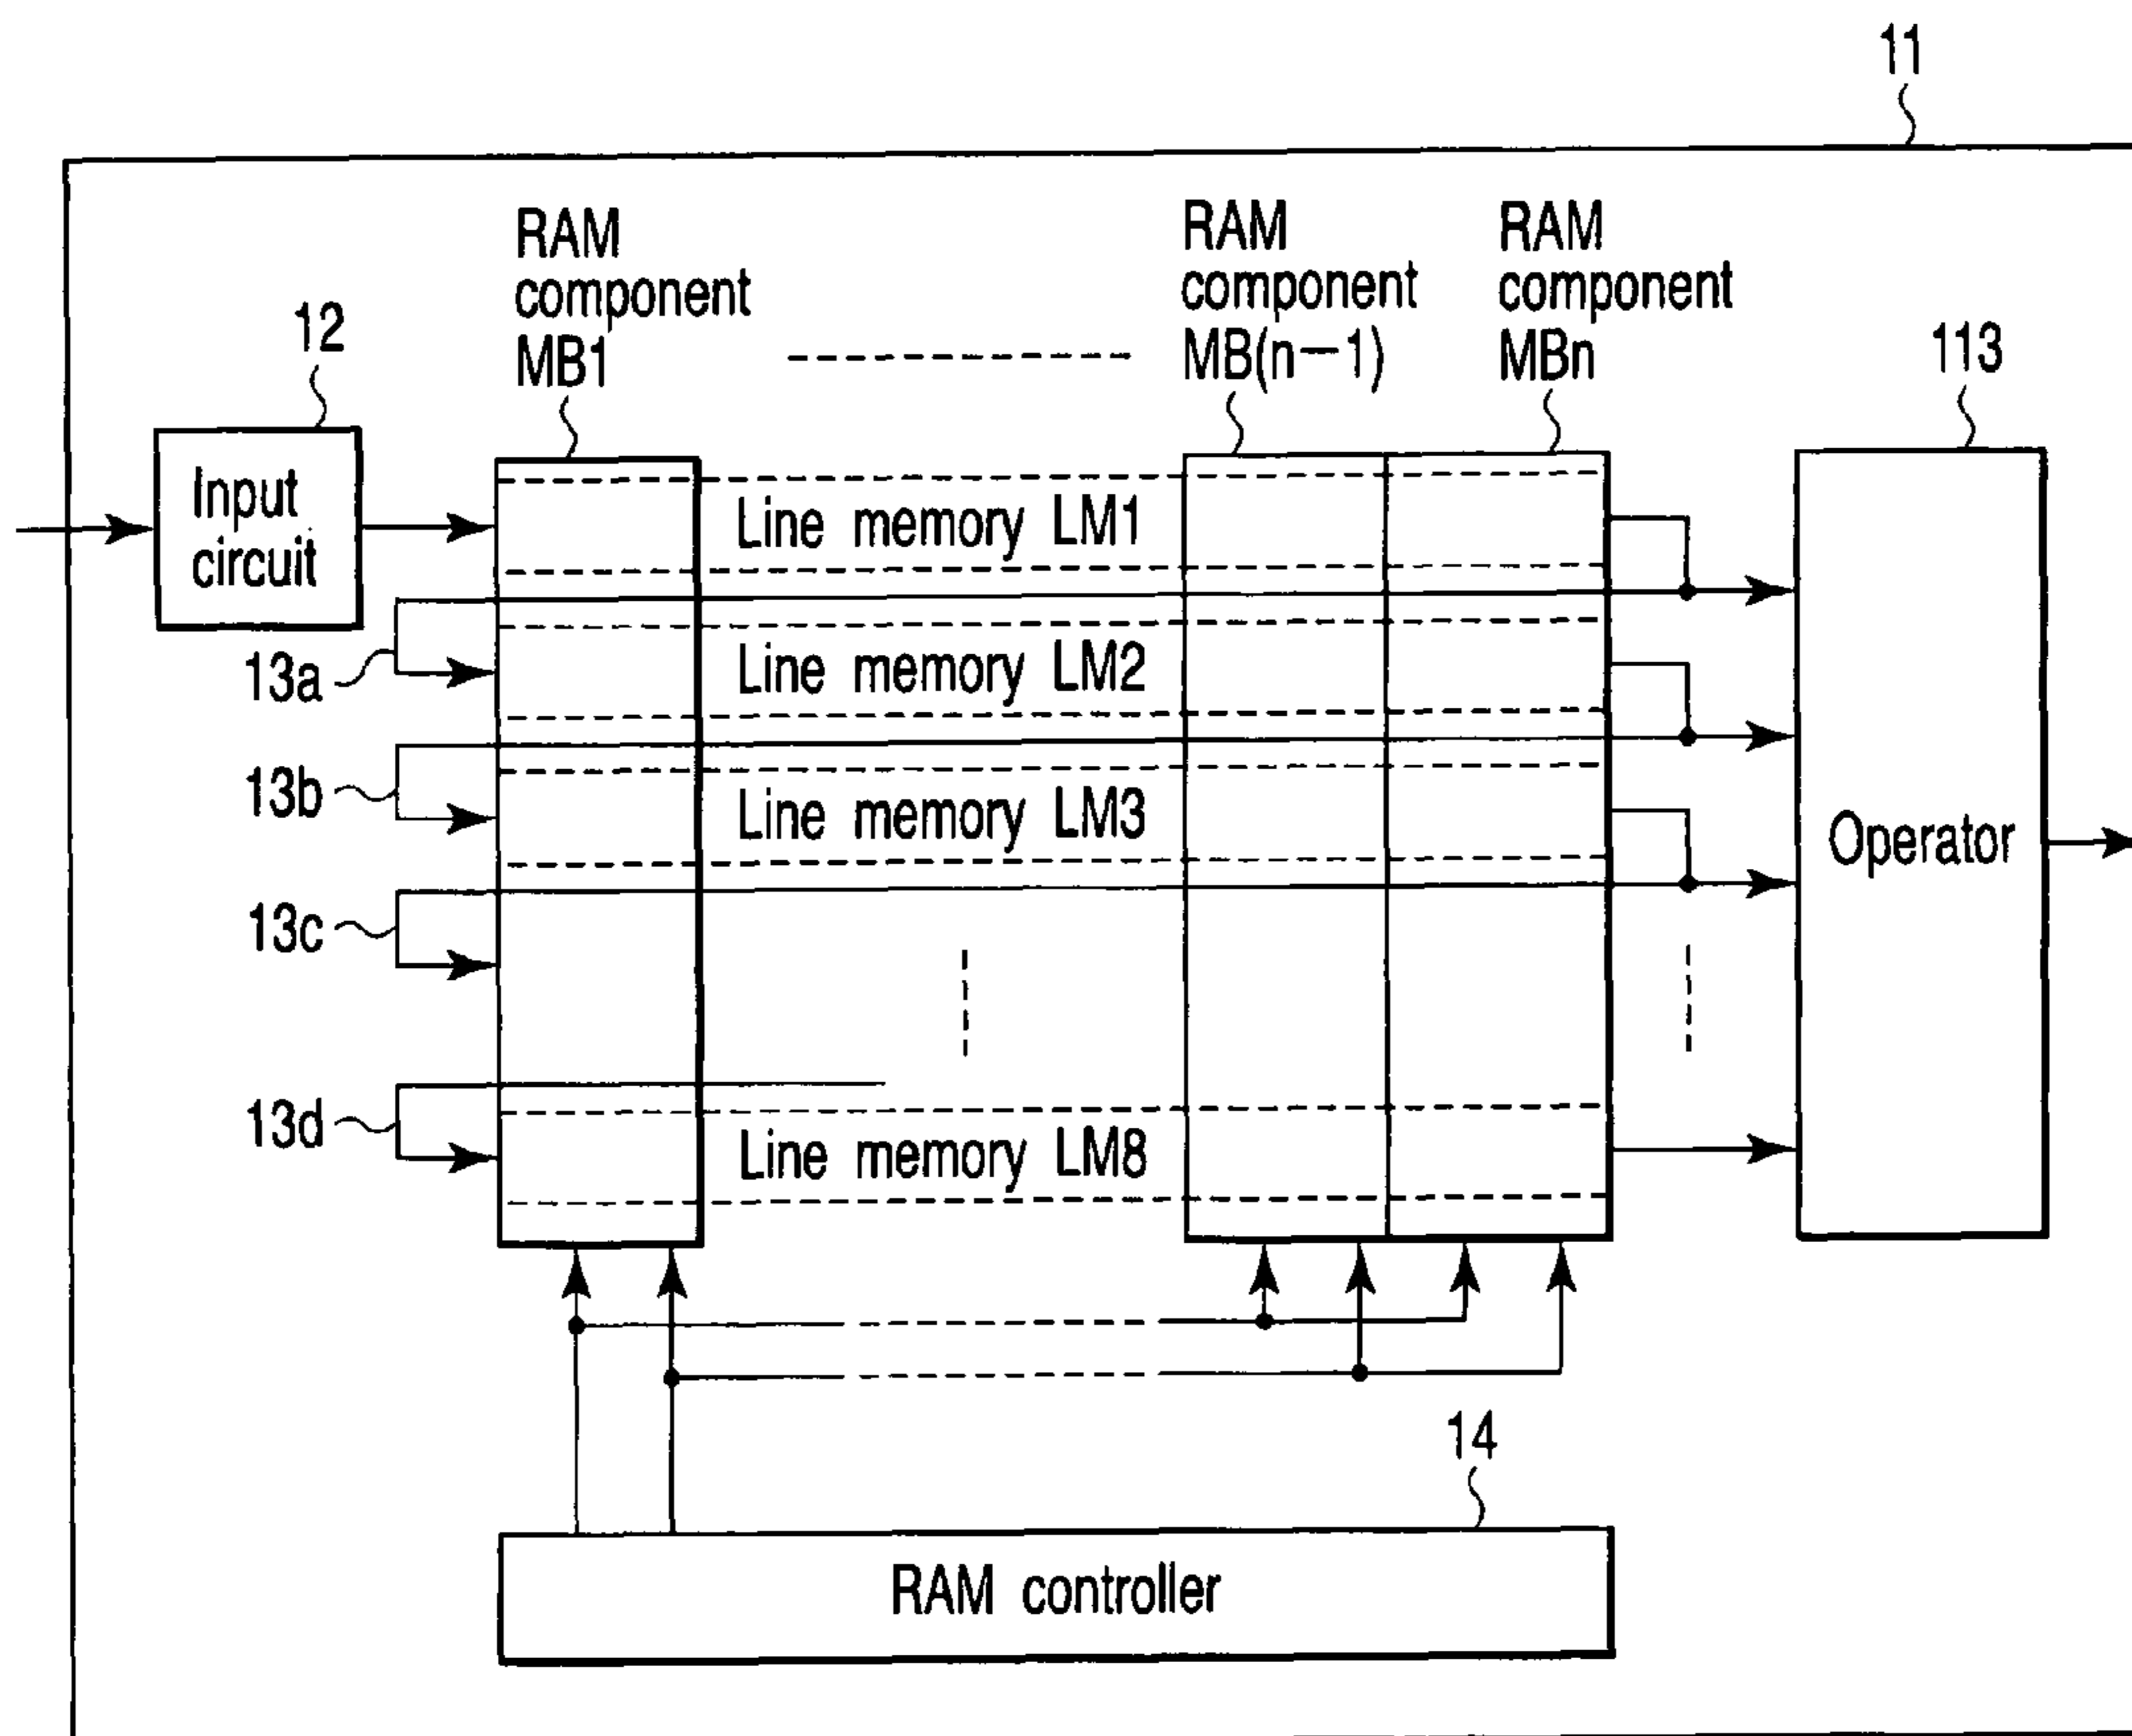 11
RAM
component
MB1
RAM
component
MB(n-1)
RAM
component
MBn
12
113
Input
circuit
Line memory LM1
13a
Line memory LM2
13b
Line memory LM3
Operator
13c
13d
Line memory LM8
14
RAM controller